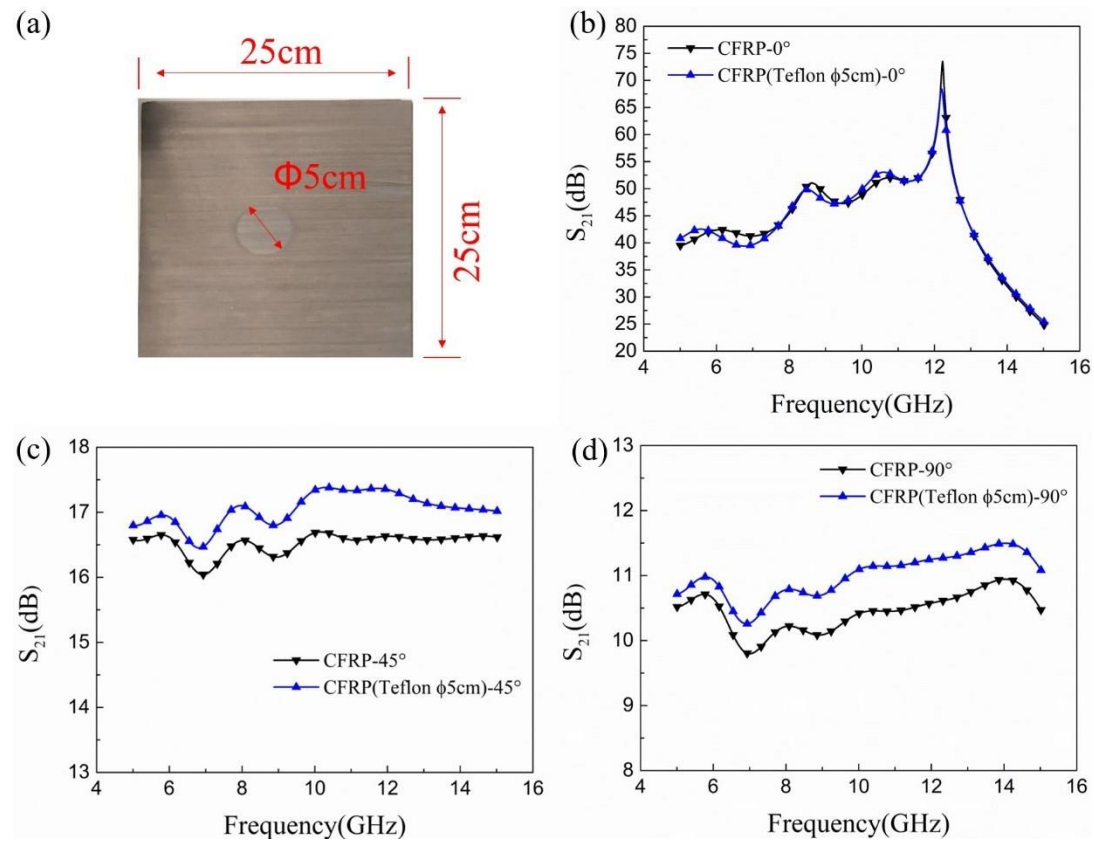 (a)
25cm
Φ5cm
25cm
(b)
CFRP-0°
CFRP(Teflon ϕ5cm)-0°
80
75
70
65
60
55
50
45
40
35
30
25
20
S21(dB)
4 6 8 10 12 14 16
Frequency(GHz)
(c)
18
17
16
15
14
13
S21(dB)
CFRP-45°
CFRP(Teflon ϕ5cm)-45°
4 6 8 10 12 14 16
Frequency(GHz)
(d)
13
12
11
10
9
8
S21(dB)
CFRP-90°
CFRP(Teflon ϕ5cm)-90°
4 6 8 10 12 14 16
Frequency(GHz)